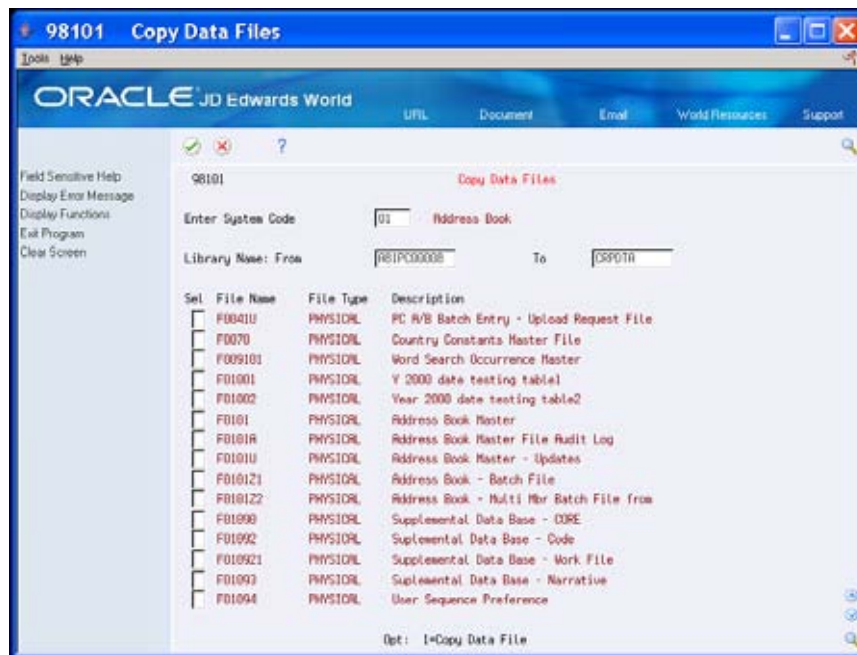 98101 Copy Data Files
Tools Help
ORACLE JD Edwards World
URL Document Email World Resources Support
?
Field Sensitive Help
Display Error Message
Display Functions
Exit Program
Clear Screen
98101 Copy Data Files
Enter System Code 01 Address Book
Library Name: From To CRPDTA
Sel File Name File Type Description
F0041U PHYSICAL PC A/B Batch Entry - Upload Request File
F0070 PHYSICAL Country Constants Master File
F009101 PHYSICAL Word Search Occurrence Master
F01001 PHYSICAL Y 2000 date testing table1
F01002 PHYSICAL Year 2000 date testing table2
F0101 PHYSICAL Address Book Master
F0101A PHYSICAL Address Book Master File Audit Log
F0101U PHYSICAL Address Book Master - Updates
F0101Z1 PHYSICAL Address Book - Batch File
F0101Z2 PHYSICAL Address Book - Multi Mbr Batch File from
F01090 PHYSICAL Supplemental Data Base - CORE
F01092 PHYSICAL Suplemental Data Base - Code
F010921 PHYSICAL Supplemental Data Base - Work File
F01093 PHYSICAL Suplemental Data Base - Narrative
F01094 PHYSICAL User Sequence Preference
Opt: 1=Copy Data File